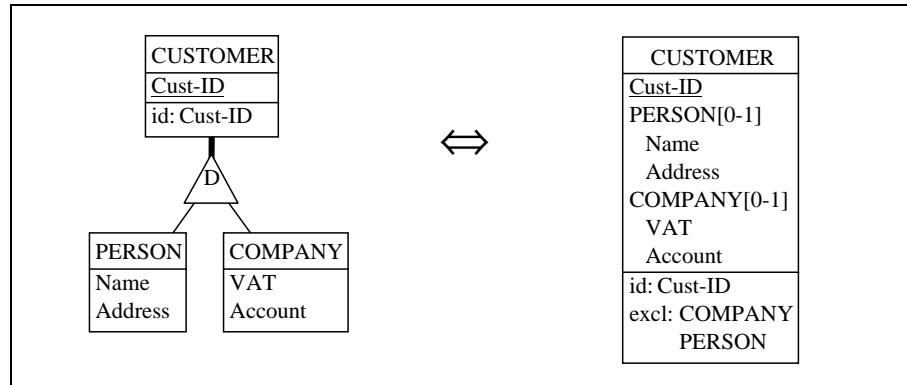 CUSTOMER
Cust-ID
id: Cust-ID
D
PERSON
Name
Address
COMPANY
VAT
Account
CUSTOMER
Cust-ID
PERSON[0-1]
Name
Address
COMPANY[0-1]
VAT
Account
id: Cust-ID
excl: COMPANY
PERSON